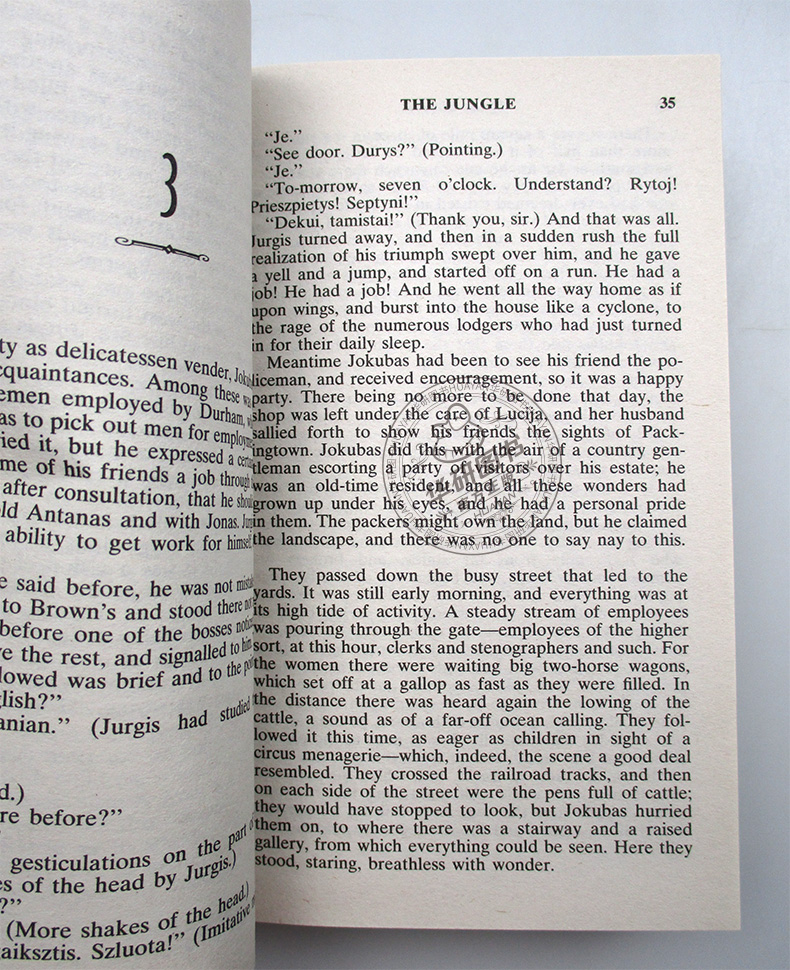 3
ty as delicatessen vender,
cquaintances. Among these
emen employed by Durham,
as to pick out men for
ied it, but he expressed a
me of his friends a job through
after consultation, that he
ld Antanas and with Jonas.
ability to get work for
e said before, he was not
to Brown's and stood there
before one of the bosses
e the rest, and signalled to him
lowed was brief and to the
glish?"
anian." (Jurgis had studied
d.)
re before?"
gesticulations on the part
es of the head by Jurgis.)
?"
(More shakes of the head.)
aiksztis. Szluota!" (Imitative
THE JUNGLE 35
"Je."
"See door. Durys?" (Pointing.)
"Je."
"To-morrow, seven o'clock. Understand? Rytoj!
Prieszpietys! Septyni!"
"Dekui, tamistai!" (Thank you, sir.) And that was all.
Jurgis turned away, and then in a sudden rush the full
realization of his triumph swept over him, and he gave
a yell and a jump, and started off on a run. He had a
job! He had a job! And he went all the way home as if
upon wings, and burst into the house like a cyclone, to
the rage of the numerous lodgers who had just turned
in for their daily sleep.
Meantime Jokubas had been to see his friend the po-
liceman, and received encouragement, so it was a happy
party. There being no more to be done that day, the
shop was left under the care of Lucija, and her husband
sallied forth to show his friends the sights of Pack-
ingtown. Jokubas did this with the air of a country gen-
tleman escorting a party of visitors over his estate; he
was an old-time resident, and all these wonders had
grown up under his eyes, and he had a personal pride
in them. The packers might own the land, but he claimed
the landscape, and there was no one to say nay to this.
They passed down the busy street that led to the
yards. It was still early morning, and everything was at
its high tide of activity. A steady stream of employees
was pouring through the gate—employees of the higher
sort, at this hour, clerks and stenographers and such. For
the women there were waiting big two-horse wagons,
which set off at a gallop as fast as they were filled. In
the distance there was heard again the lowing of the
cattle, a sound as of a far-off ocean calling. They fol-
lowed it this time, as eager as children in sight of a
circus menagerie—which, indeed, the scene a good deal
resembled. They crossed the railroad tracks, and then
on each side of the street were the pens full of cattle;
they would have stopped to look, but Jokubas hurried
them on, to where there was a stairway and a raised
gallery, from which everything could be seen. Here they
stood, staring, breathless with wonder.
华研图书